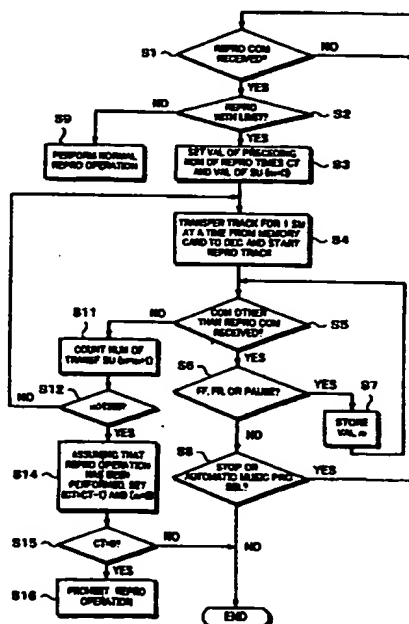 S1
REPRO COM
RECEIVED?
NO
YES
S2
REPRO
WITH LIMIT?
NO
YES
S9
PERFORM NORMAL
REPRO OPERATION
S3
SET VAL OF PRECEDING
NUM OF REPRO TIMES CT
AND VAL OF SU (m=0)
S4
TRANSFER TRACK FOR 1 SU
AT A TIME FROM MEMORY
CARD TO DEC AND START
REPRO TRACK
S5
COM OTHER
THAN REPRO COM
RECEIVED?
NO
YES
S11
COUNT NUM OF
TRANSF SU (m=m+1)
S6
FF, FR, OR PAUSE?
YES
NO
S7
STORE
VAL m
S12
NO
YES
S8
STOP OR
AUTOMATIC MUSIC PRO
SEL?
YES
NO
S14
ASSUMING THAT
REPRO OPERATION
HAS BEEN
PERFORMED, SET
(CT=CT-1) AND (m=0)
S15
CT=0?
NO
YES
S16
PROHIBIT REPRO
OPERATION
END